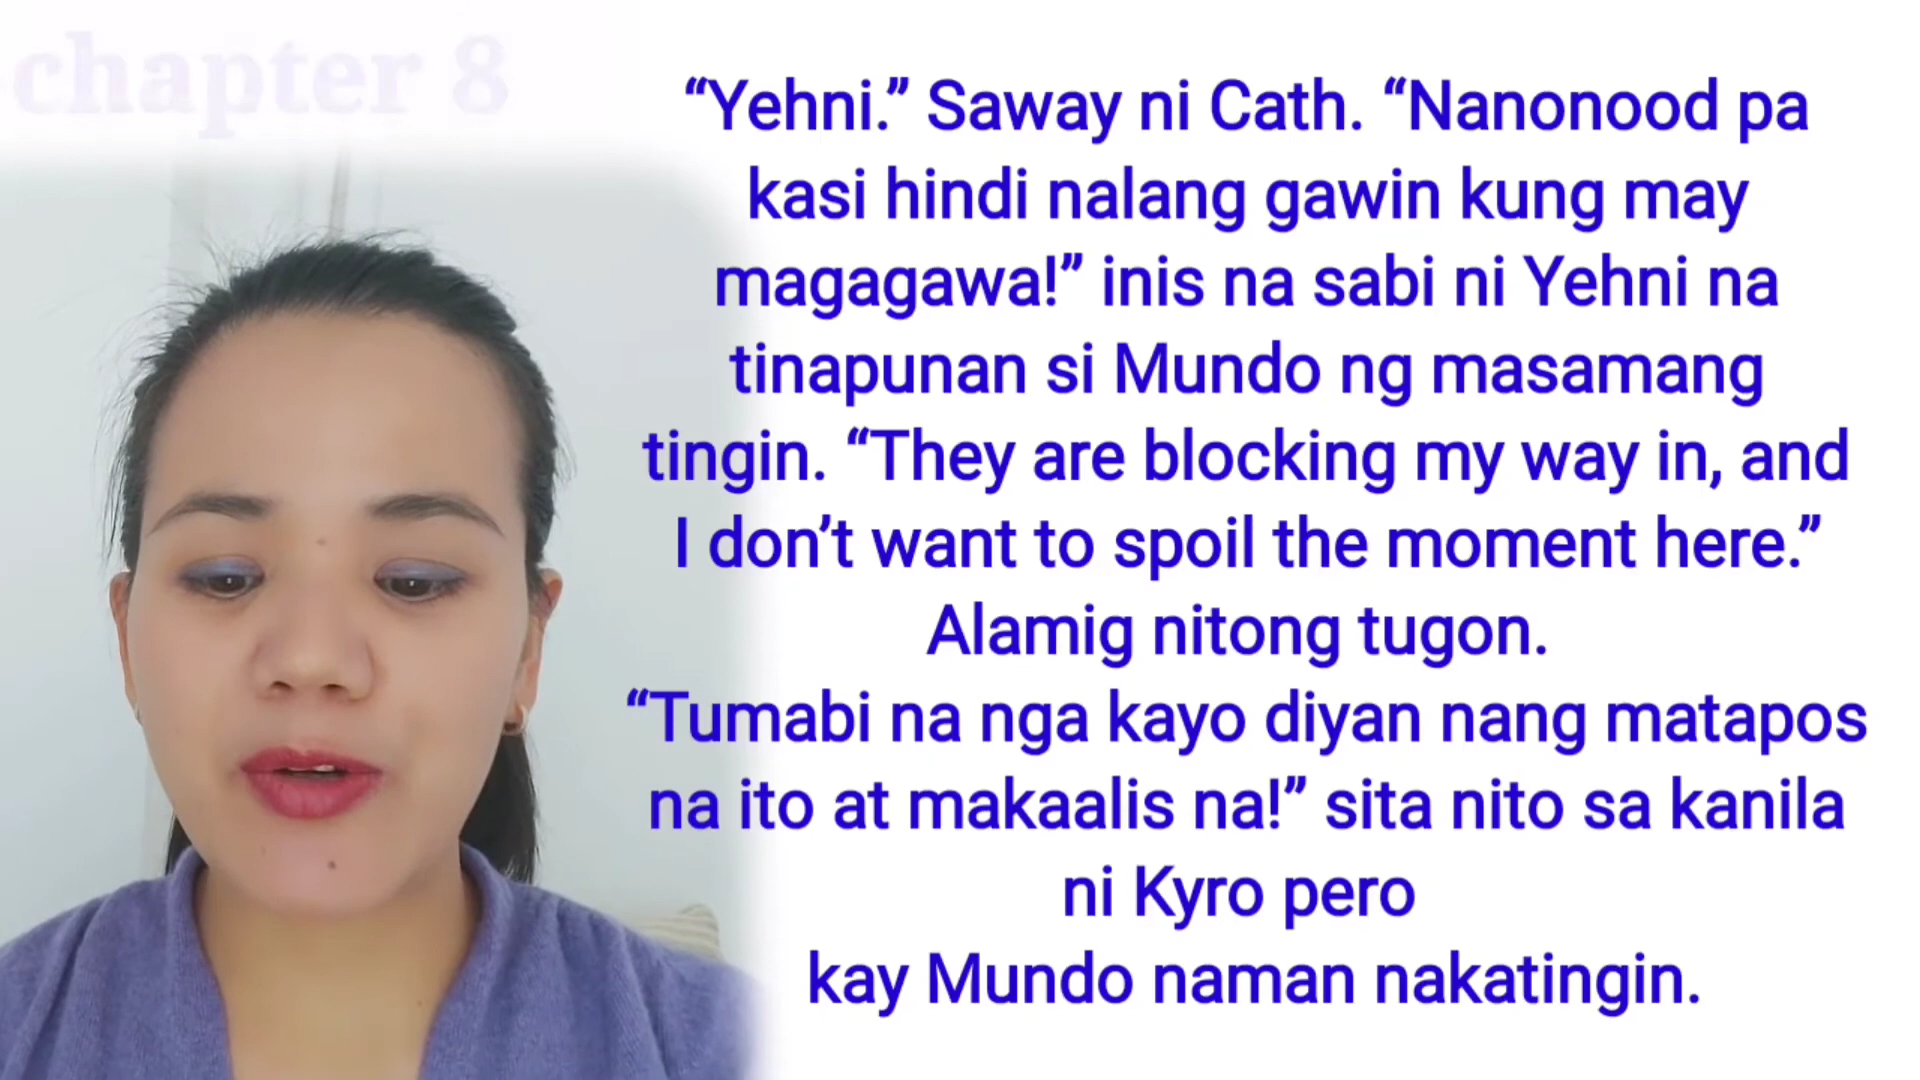 chapter 8
“Yehni.” Saway ni Cath. “Nanonood pa
kasi hindi nalang gawin kung may
magagawa!” inis na sabi ni Yehni na
tinapunan si Mundo ng masamang
tingin. “They are blocking my way in, and
I don’t want to spoil the moment here.”
Alamig nitong tugon.
“Tumabi na nga kayo diyan nang matapos
na ito at makaalis na!” sita nito sa kanila
ni Kyro pero
kay Mundo naman nakatingin.